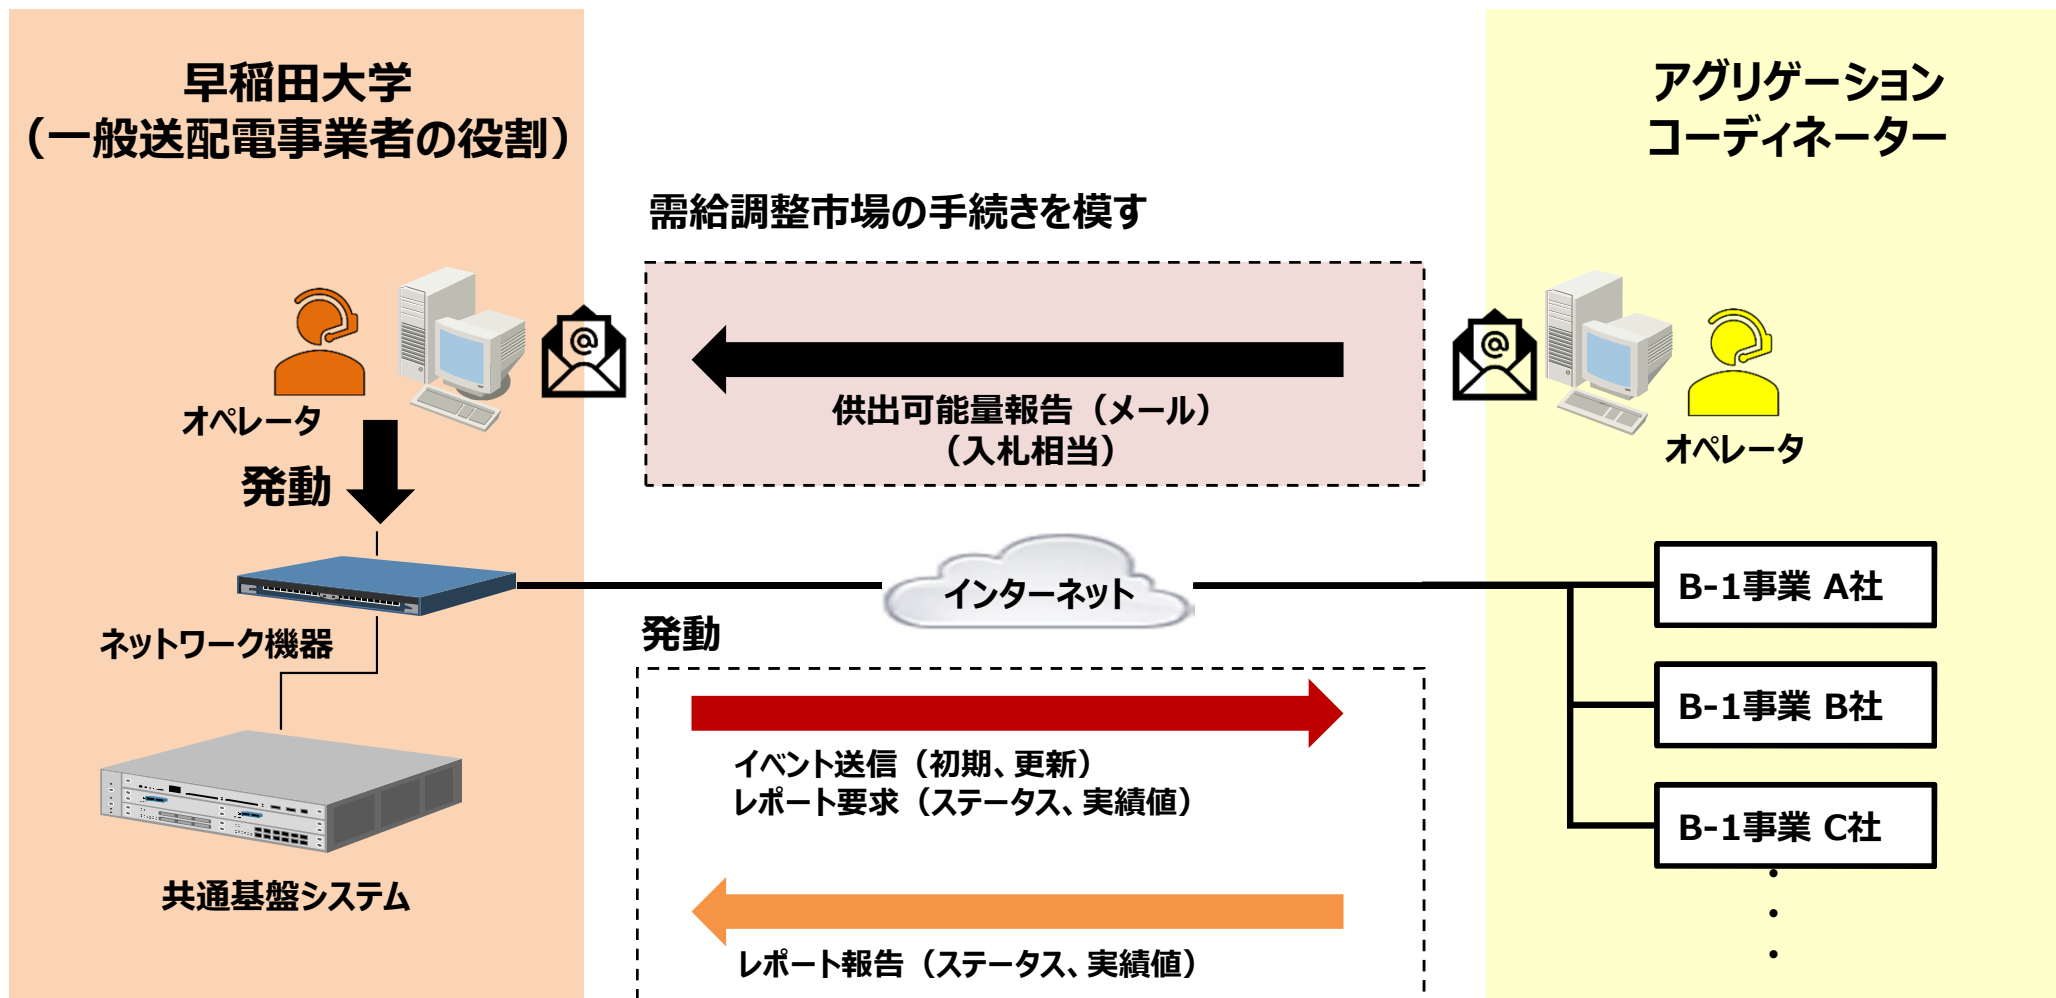 早稲田大学
（一般送配電事業者の役割）
アグリゲーション
コーディネーター
需給調整市場の手続きを模す
供出可能量報告（メール）
（入札相当）
オペレータ
オペレータ
発動
インターネット
ネットワーク機器
発動
B-1事業 A社
B-1事業 B社
B-1事業 C社
・
・
・
イベント送信（初期、更新）
レポート要求（ステータス、実績値）
共通基盤システム
レポート報告（ステータス、実績値）